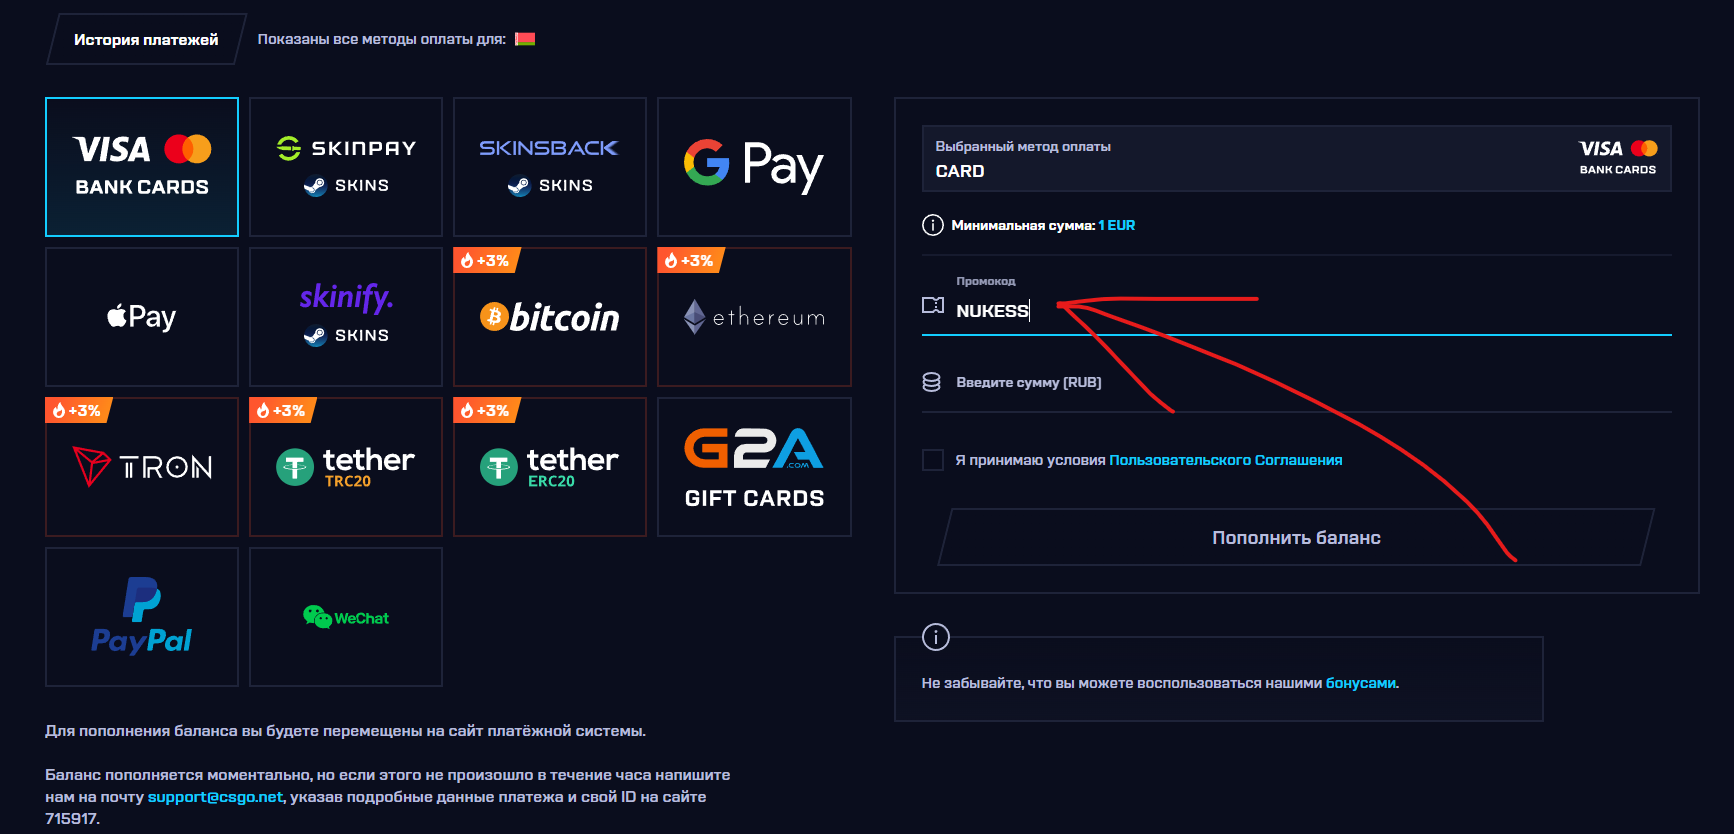 История платежей
Показаны все методы оплаты для:
VISA
BANK CARDS
SKINPAY
SKINS
SKINSBACK
SKINS
G Pay
Pay
skinify.
SKINS
+3%
bitcoin
+3%
ethereum
+3%
TRON
+3%
tether
TRC20
+3%
tether
ERC20
G2A
.COM
GIFT CARDS
PayPal
WeChat
Для пополнения баланса вы будете перемещены на сайт платёжной системы.
Баланс пополняется моментально, но если этого не произошло в течение часа напишите
нам на почту support@csgo.net, указав подробные данные платежа и свой ID на сайте
715917.
Выбранный метод оплаты
CARD
VISA
BANK CARDS
Минимальная сумма: 1 EUR
Промокод
NUKESS
Введите сумму (RUB)
Я принимаю условия Пользовательского Соглашения
Пополнить баланс
Не забывайте, что вы можете воспользоваться нашими бонусами.